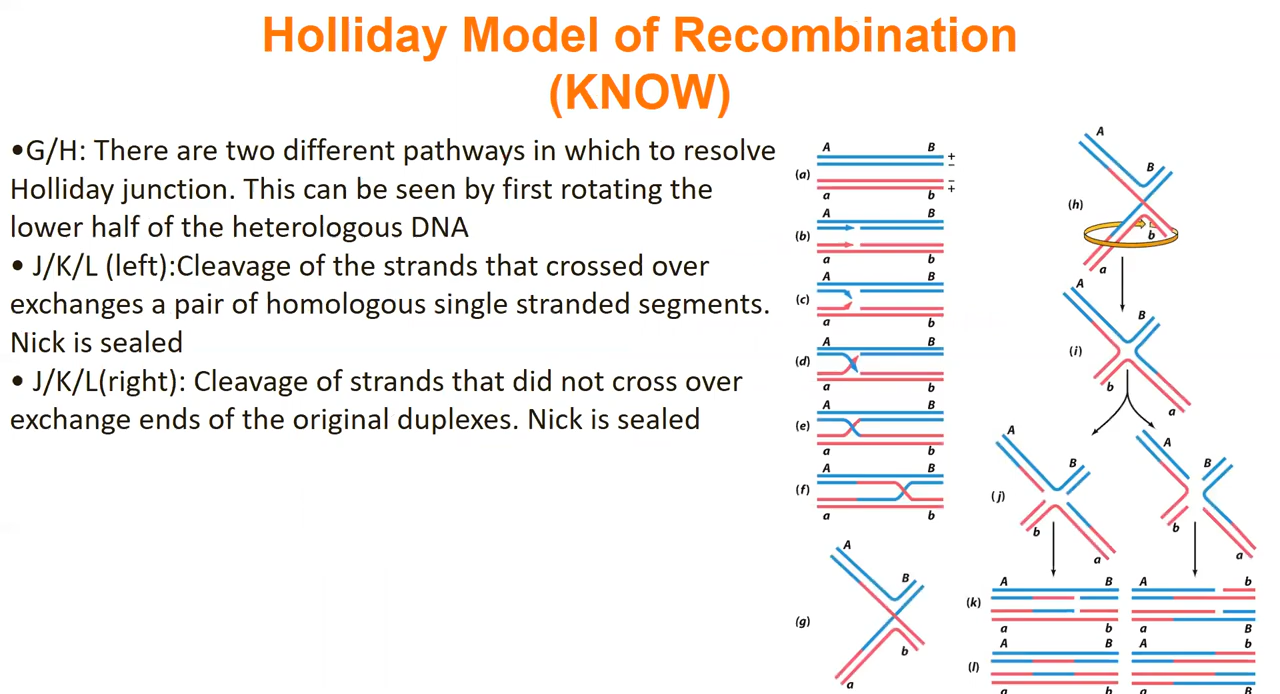 Holliday Model of Recombination
(KNOW)
•G/H: There are two different pathways in which to resolve
Holliday junction. This can be seen by first rotating the
lower half of the heterologous DNA
• J/K/L (left):Cleavage of the strands that crossed over
exchanges a pair of homologous single stranded segments.
Nick is sealed
• J/K/L(right): Cleavage of strands that did not cross over
exchange ends of the original duplexes. Nick is sealed
A B
(a) + − − +
a b
A B
(b)
a b
A B
(c)
a b
A B
(d)
a b
A B
(e)
a b
A B
(f)
a b
A
B
(g)
b
a
A
B
(h)
b
a
A
B
(i)
b
a
A
B
(j)
b
a
A
B
b
a
A B
(k)
a b
A b
a B
A B
(l)
a b
A b
a B